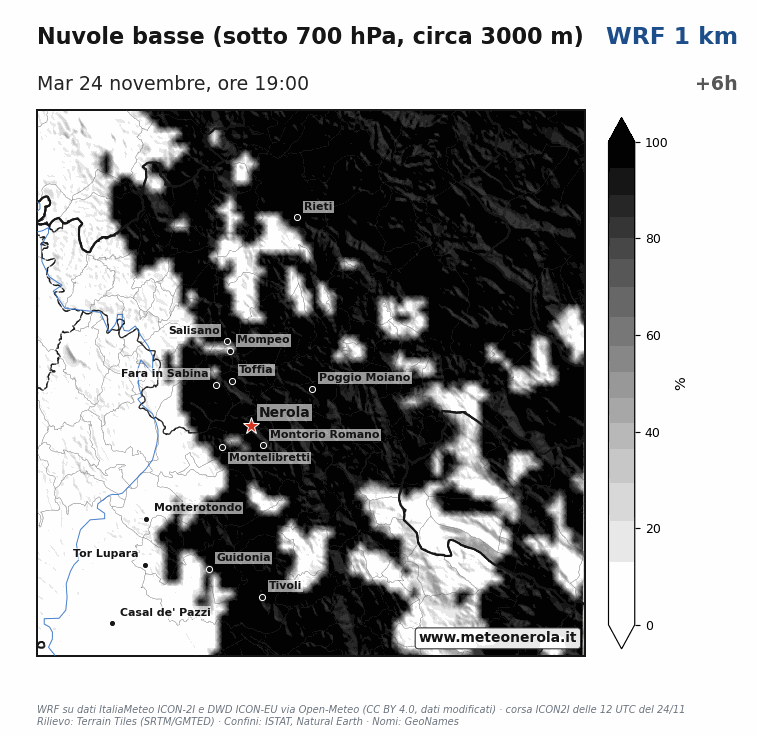 Nuvole basse (sotto 700 hPa, circa 3000 m) WRF 1 km
Mar 24 novembre, ore 19:00 +6h
100
80
60
%
40
20
0
Rieti
Salisano
Mompeo
Toffia
Fara in Sabina
Poggio Moiano
Nerola
Montorio Romano
Montelibretti
Monterotondo
Tor Lupara
Guidonia
Tivoli
Casal de' Pazzi
www.meteonerola.it
WRF su dati ItaliaMeteo ICON-2I e DWD ICON-EU via Open-Meteo (CC BY 4.0, dati modificati) · corsa ICON2I delle 12 UTC del 24/11
Rilievo: Terrain Tiles (SRTM/GMTED) · Confini: ISTAT, Natural Earth · Nomi: GeoNames